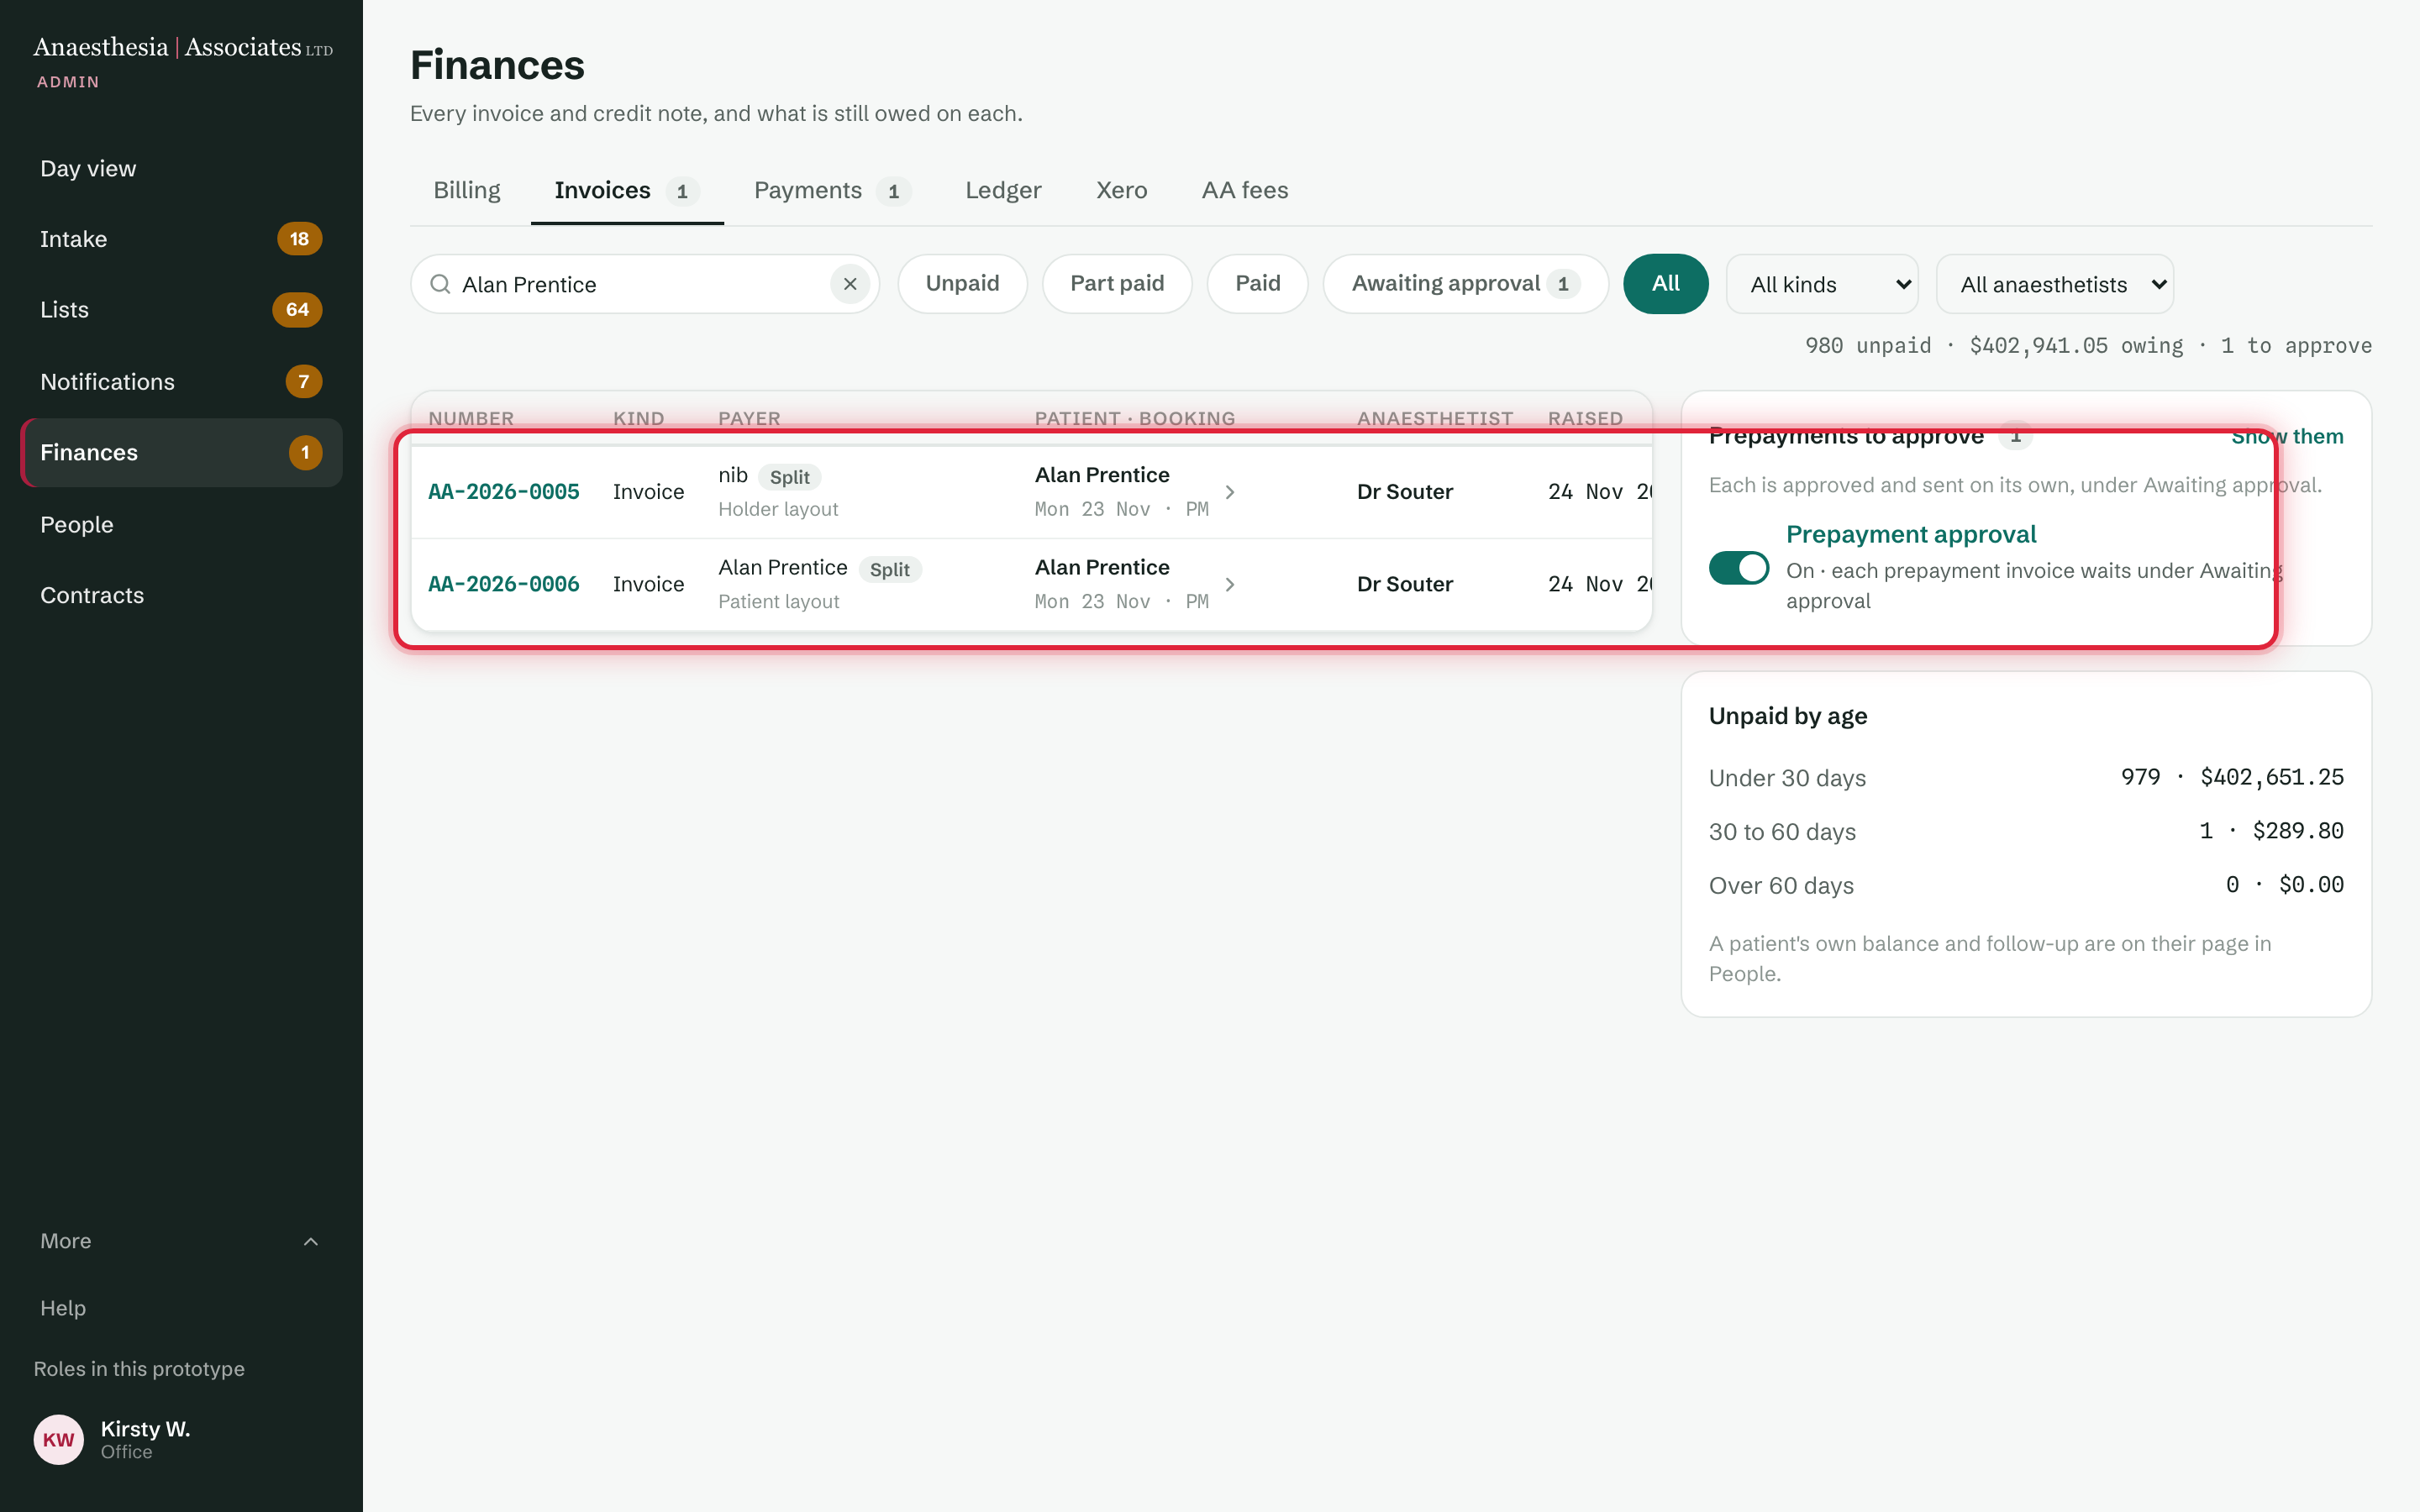 Anaesthesia | Associates LTD
ADMIN
Day view
Intake 18
Lists 64
Notifications 7
Finances 1
People
Contracts
More
Help
Roles in this prototype
KW
Kirsty W.
Office
Finances
Every invoice and credit note, and what is still owed on each.
Billing Invoices 1 Payments 1 Ledger Xero AA fees
Alan Prentice Unpaid Part paid Paid Awaiting approval 1 All All kinds All anaesthetists
980 unpaid · $402,941.05 owing · 1 to approve
NUMBER KIND PAYER PATIENT · BOOKING ANAESTHETIST RAISED
AA-2026-0005 Invoice nib Split Alan Prentice Dr Souter 24 Nov
Holder layout Mon 23 Nov · PM
AA-2026-0006 Invoice Alan Prentice Split Alan Prentice Dr Souter 24 Nov
Patient layout Mon 23 Nov · PM
Prepayments to approve 1 Show them
Each is approved and sent on its own, under Awaiting approval.
Prepayment approval
On · each prepayment invoice waits under Awaiting
approval
Unpaid by age
Under 30 days 979 · $402,651.25
30 to 60 days 1 · $289.80
Over 60 days 0 · $0.00
A patient's own balance and follow-up are on their page in
People.